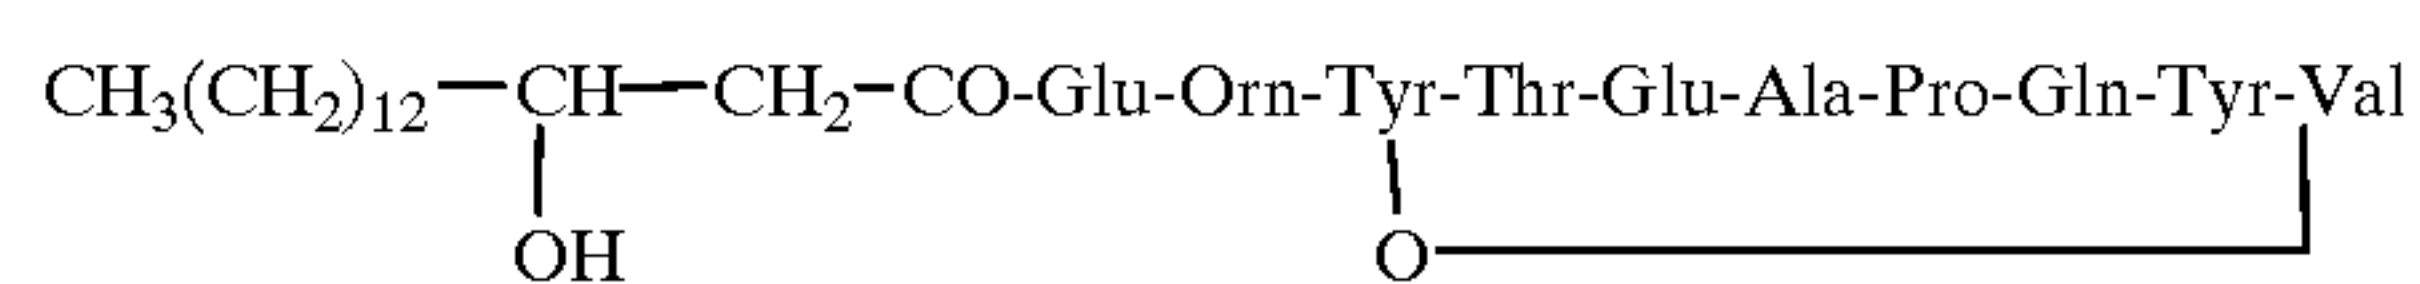 CH₃(CH₂)₁₂—CH—CH₂-CO-Glu-Orn-Tyr-Thr-Glu-Ala-Pro-Gln-Tyr-Val
OH O